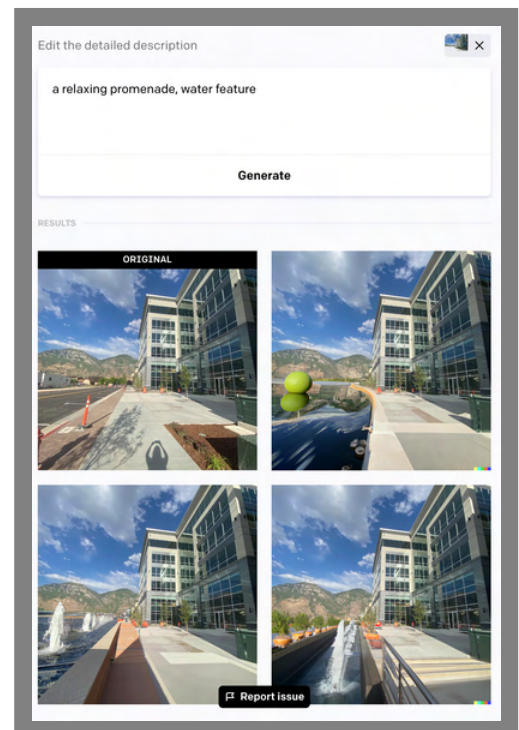 Edit the detailed description
a relaxing promenade, water feature
Generate
RESULTS
ORIGINAL
Report issue